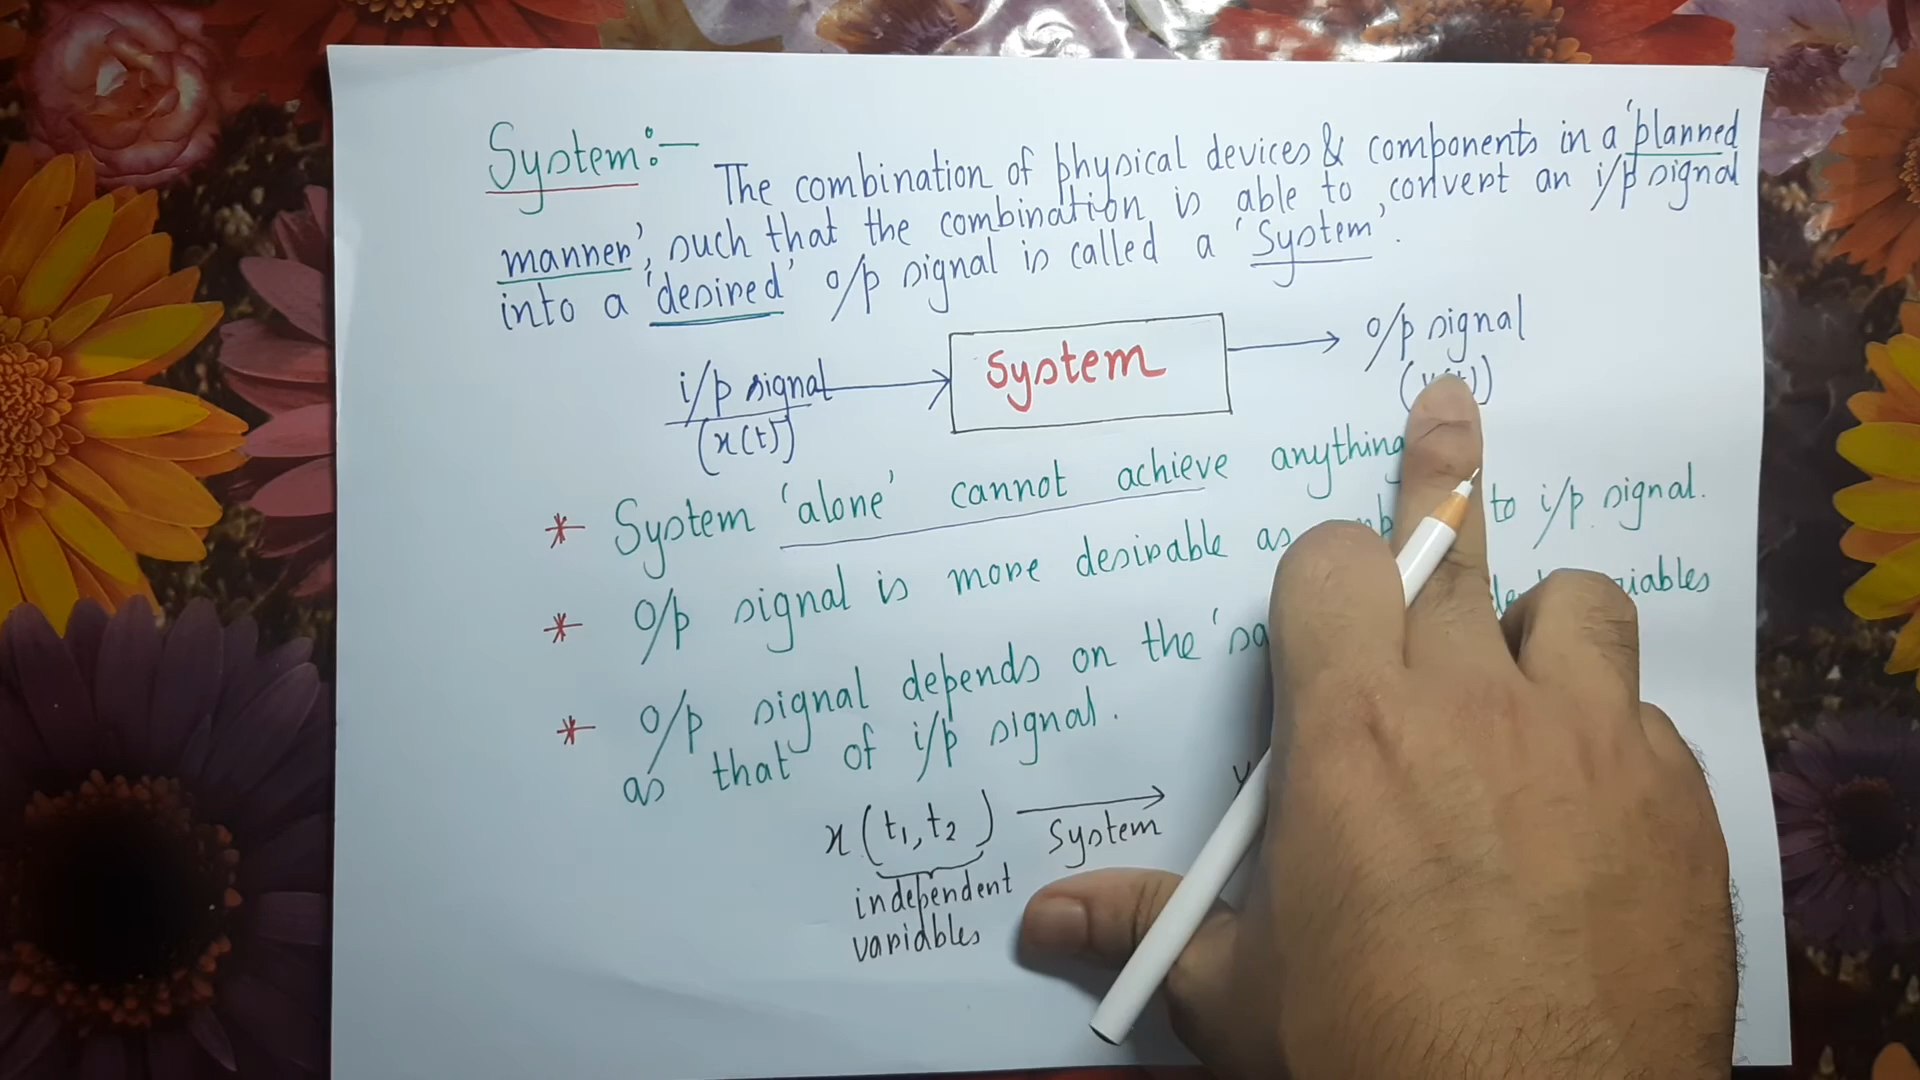 System:-
The combination of physical devices & components in a 'planned
manner', such that the combination is able to convert an i/p signal
into a 'desired' o/p signal is called a 'System'.
i/p signal
(x(t))
System
o/p signal
* System 'alone' cannot achieve anything
* O/p signal is more desirable as to i/p signal.
* O/p signal depends on the variables
as that of i/p signal.
x(t1, t2)
System
independent
variables